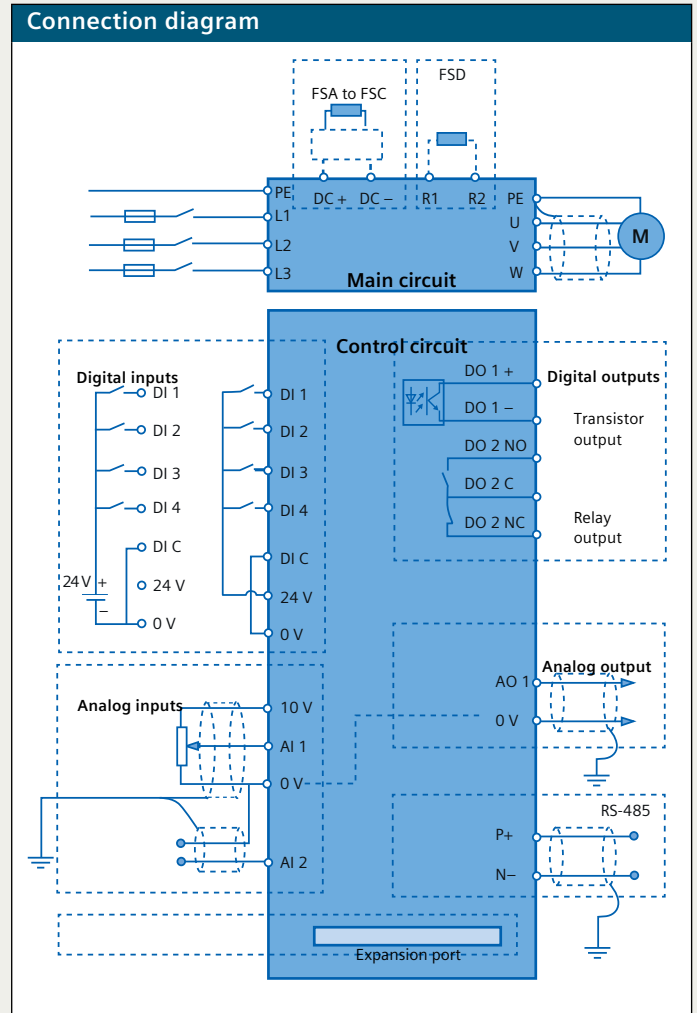 Connection diagram
FSA to FSC
FSD
PE
DC +
DC −
R1
R2
PE
L1
U
L2
V
M
L3
W
Main circuit
Control circuit
Digital inputs
DI 1
DI 2
DI 3
DI 4
DI C
24 V +
24 V
−
0 V
DI 1
DI 2
DI 3
DI 4
DI C
24 V
0 V
DO 1 +
Digital outputs
DO 1 −
Transistor
output
DO 2 NO
DO 2 C
DO 2 NC
Relay
output
Analog inputs
10 V
AI 1
0 V
AI 2
Analog output
AO 1
0 V
RS-485
P+
N−
Expansion port